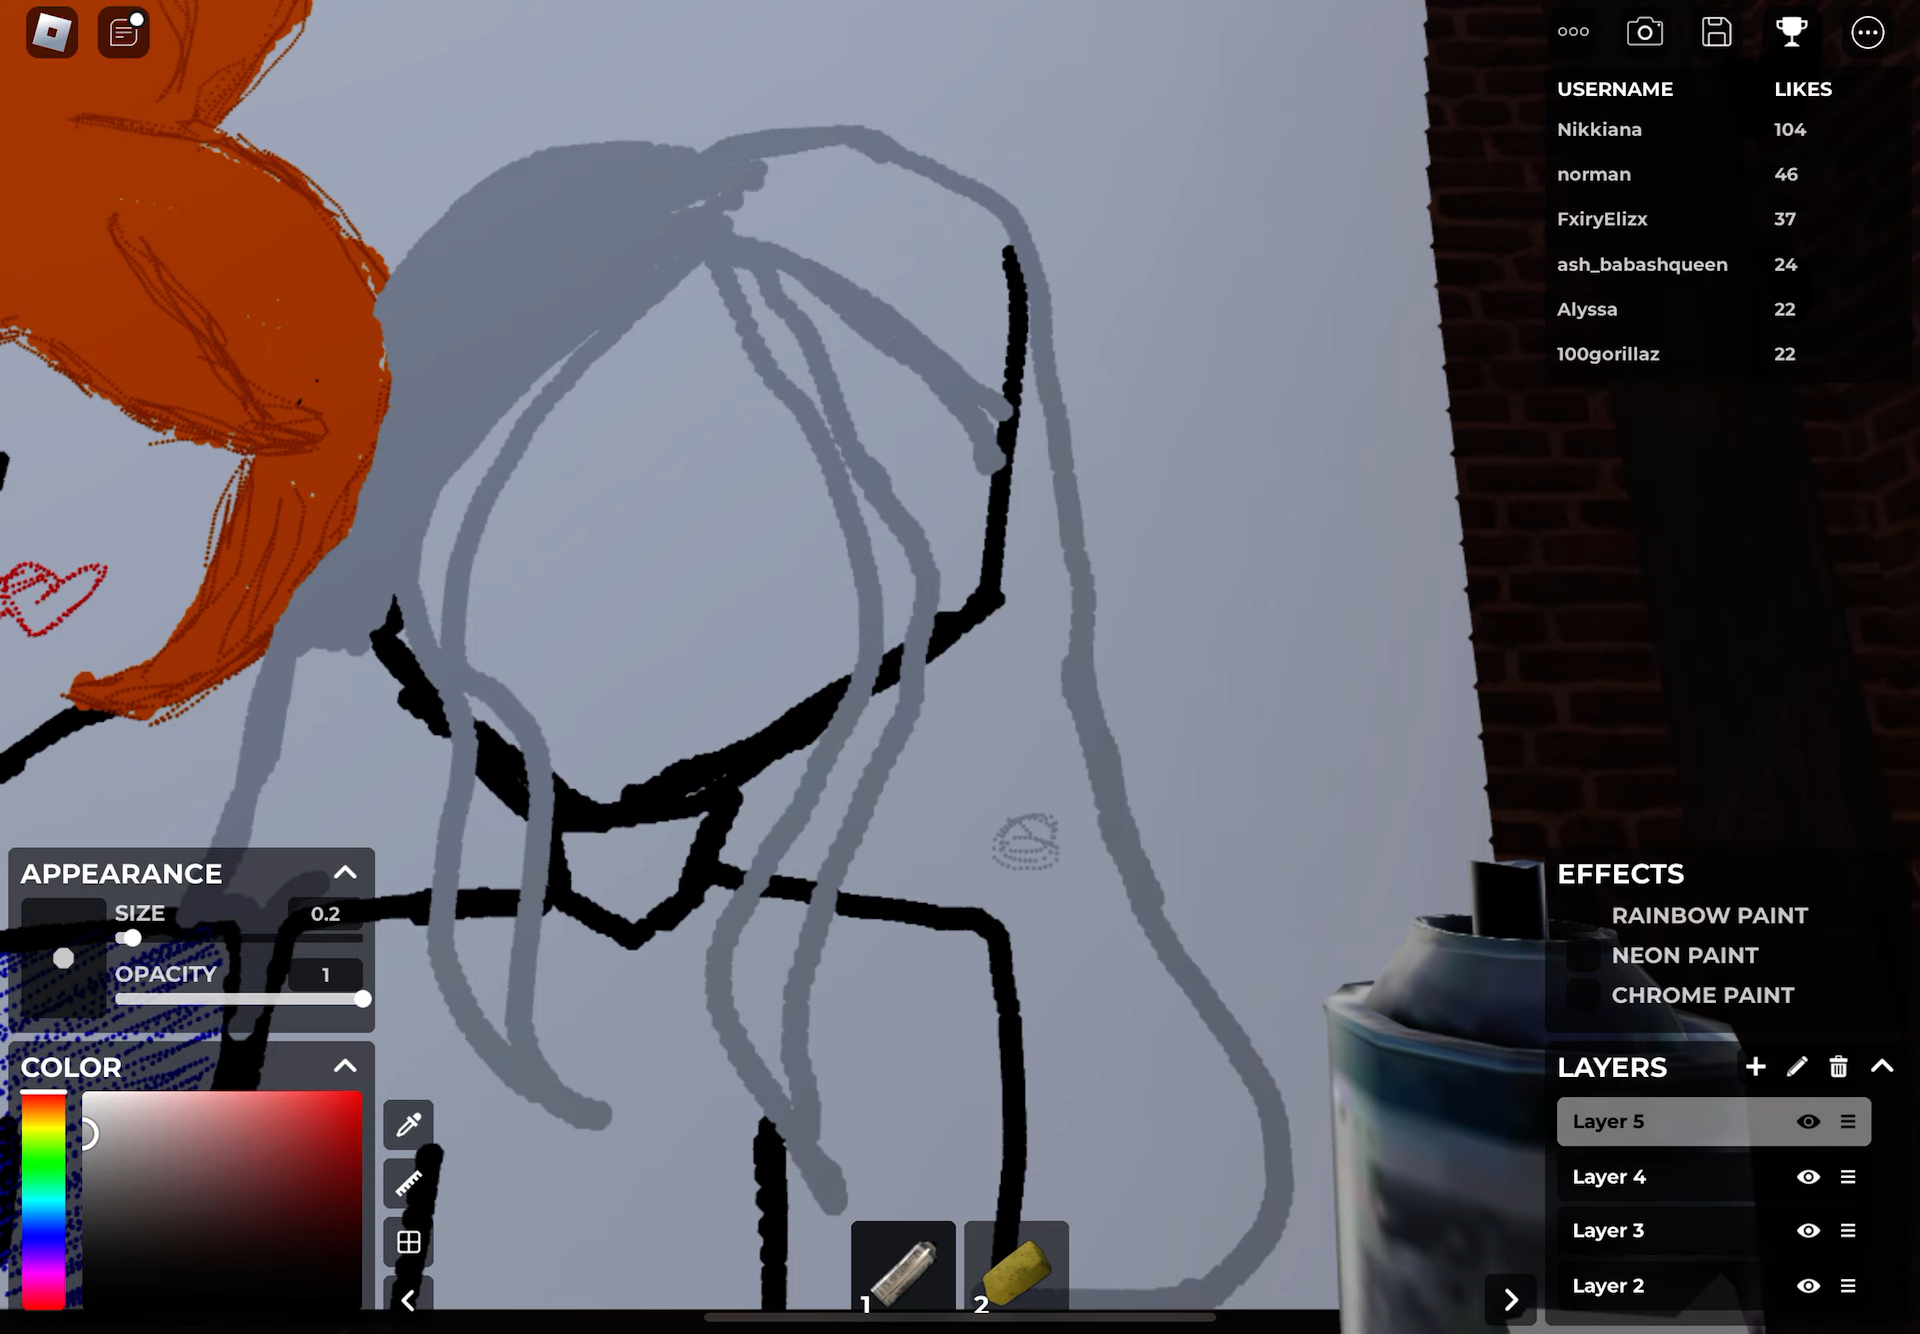 USERNAME LIKES
Nikkiana 104
norman 46
FxiryElizx 37
ash_babashqueen 24
Alyssa 22
100gorillaz 22
APPEARANCE
SIZE 0.2
OPACITY 1
COLOR
1 2
EFFECTS
RAINBOW PAINT
NEON PAINT
CHROME PAINT
LAYERS
Layer 5
Layer 4
Layer 3
Layer 2